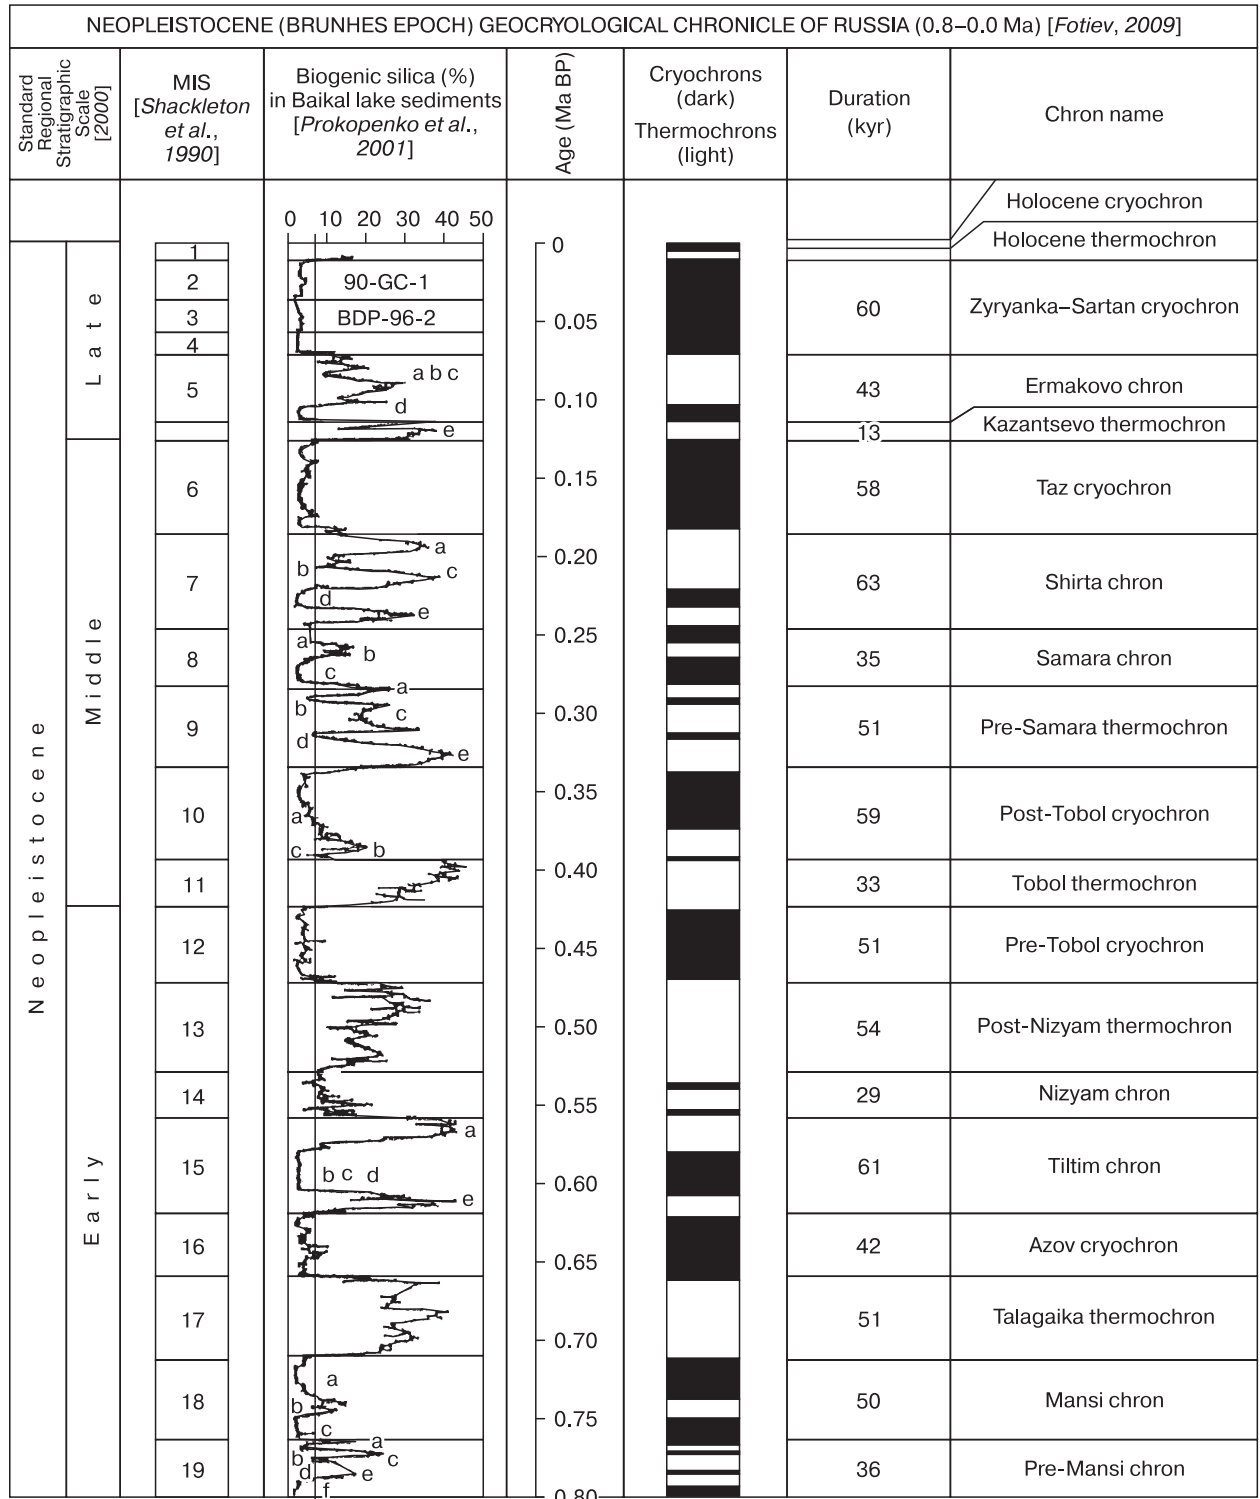 NEOPLEISTOCENE (BRUNHES EPOCH) GEOCRYOLOGICAL CHRONICLE OF RUSSIA (0.8–0.0 Ma) [Fotiev, 2009]
Standard
Regional
Stratigraphic
Scale
[2000]
MIS
[Shackleton
et al.,
1990]
Biogenic silica (%)
in Baikal lake sediments
[Prokopenko et al.,
2001]
Age (Ma BP)
Cryochrons
(dark)
Thermochrons
(light)
Duration
(kyr)
Chron name
Neopleistocene
Late
Middle
Early
0 10 20 30 40 50
90-GC-1
BDP-96-2
1
2
3
4
5
6
7
8
9
10
11
12
13
14
15
16
17
18
19
a b c
d
e
a
b
c
d
e
a
b
c
a
b
c
d
e
a
c
b
a
b c d
e
a
b
c
a
b
c
d
e
f
0
0.05
0.10
0.15
0.20
0.25
0.30
0.35
0.40
0.45
0.50
0.55
0.60
0.65
0.70
0.75
0.80
Holocene cryochron
Holocene thermochron
60 Zyryanka–Sartan cryochron
43 Ermakovo chron
13 Kazantsevo thermochron
58 Taz cryochron
63 Shirta chron
35 Samara chron
51 Pre-Samara thermochron
59 Post-Tobol cryochron
33 Tobol thermochron
51 Pre-Tobol cryochron
54 Post-Nizyam thermochron
29 Nizyam chron
61 Tiltim chron
42 Azov cryochron
51 Talagaika thermochron
50 Mansi chron
36 Pre-Mansi chron